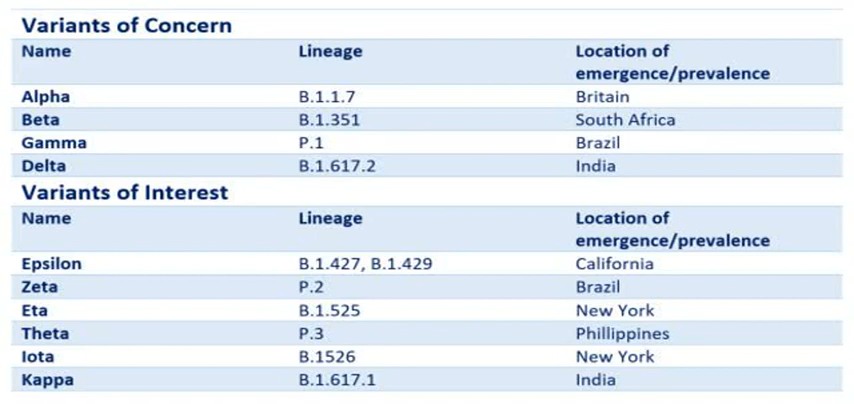 Variants of Concern
Name Lineage Location of
emergence/prevalence
Alpha B.1.1.7 Britain
Beta B.1.351 South Africa
Gamma P.1 Brazil
Delta B.1.617.2 India
Variants of Interest
Name Lineage Location of
emergence/prevalence
Epsilon B.1.427, B.1.429 California
Zeta P.2 Brazil
Eta B.1.525 New York
Theta P.3 Phillippines
Iota B.1526 New York
Kappa B.1.617.1 India